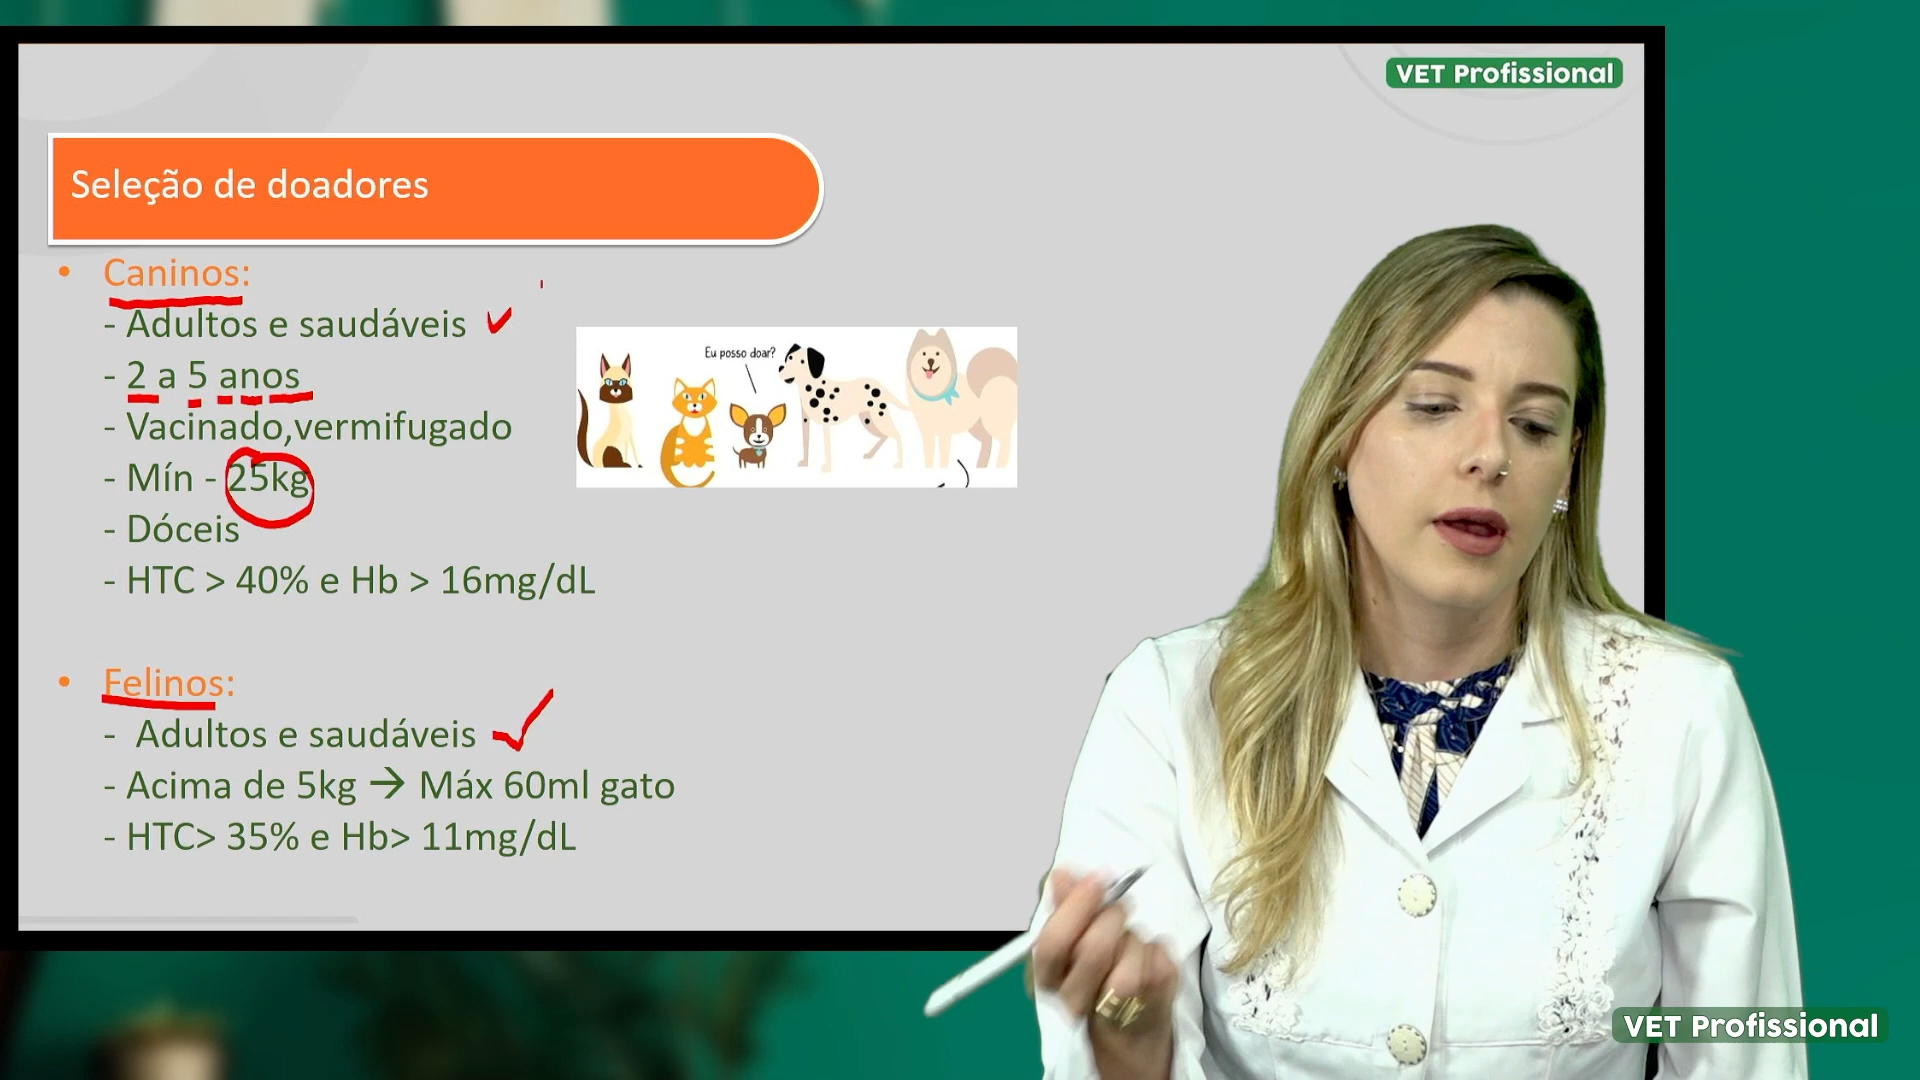 VET Profissional
Seleção de doadores
• Caninos:
- Adultos e saudáveis
- 2 a 5 anos
- Vacinado,vermifugado
- Mín - 25kg
- Dóceis
- HTC > 40% e Hb > 16mg/dL
Eu posso doar?
• Felinos:
- Adultos e saudáveis
- Acima de 5kg → Máx 60ml gato
- HTC> 35% e Hb> 11mg/dL
VET Profissional